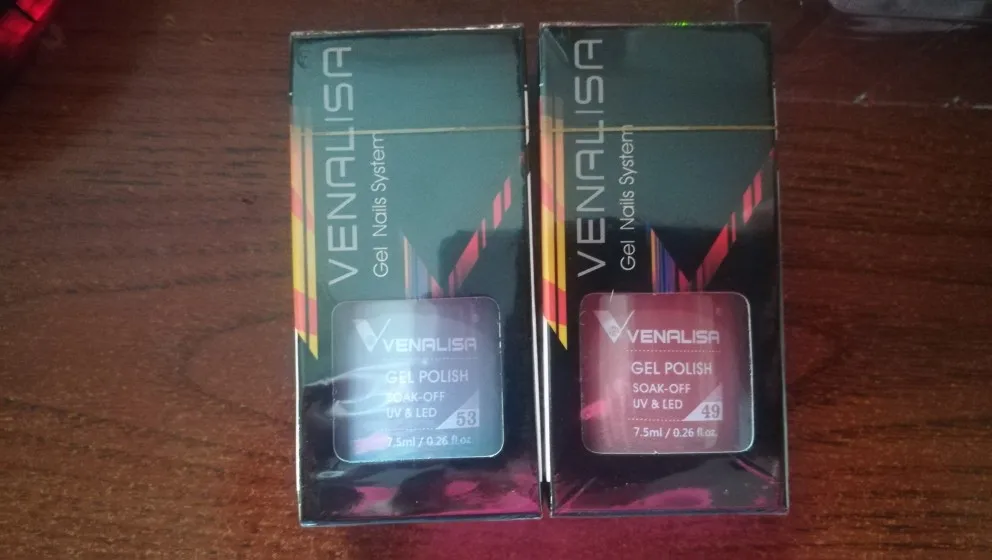 VENALISA
Gel Nails System
VENALISA
GEL POLISH
SOAK-OFF
UV & LED
53
7.5ml / 0.26 fl.oz.
VENALISA
Gel Nails System
VENALISA
GEL POLISH
SOAK-OFF
UV & LED
49
7.5ml / 0.26 fl.oz.